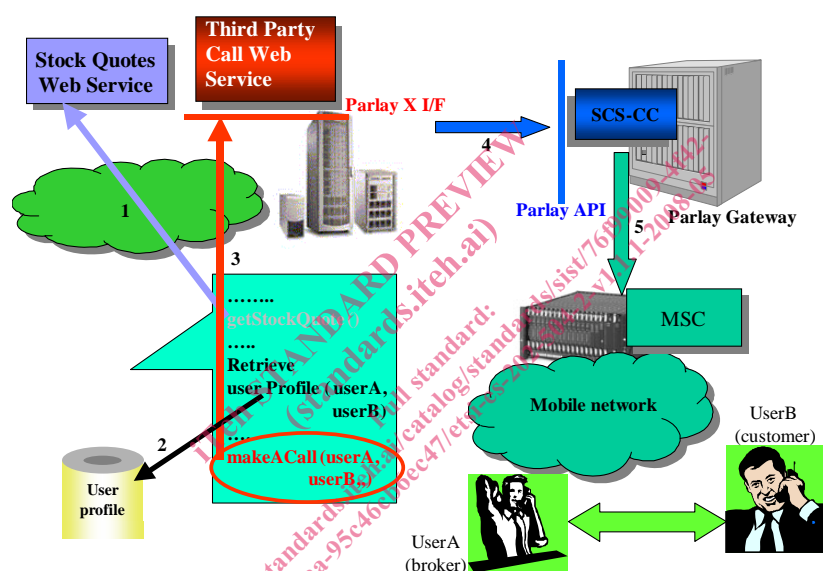 Stock Quotes
Web Service
Third Party
Call Web
Service
Parlay X I/F
SCS-CC
4
Parlay API
Parlay Gateway
1
3
5
……..
getStockQuote()
…..
Retrieve
user Profile (userA,
userB)
…..
makeACall (userA,
userB,,)
2
User
profile
MSC
Mobile network
UserB
(customer)
UserA
(broker)
iTeh STANDARD PREVIEW
(standards.iteh.ai)
Full standard: